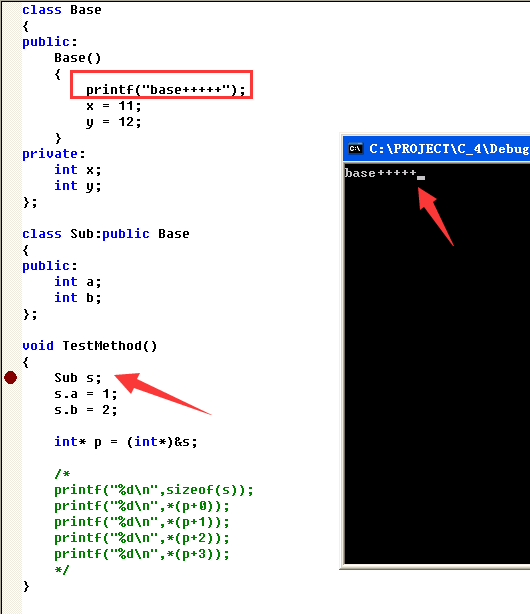 class Base
{
public:
    Base()
    {
        printf("base+++++");
        x = 11;
        y = 12;
    }
private:
    int x;
    int y;
};

class Sub:public Base
{
public:
    int a;
    int b;
};

void TestMethod()
{
    Sub s;
    s.a = 1;
    s.b = 2;

    int* p = (int*)&s;

    /*
    printf("%d\n",sizeof(s));
    printf("%d\n",*(p+0));
    printf("%d\n",*(p+1));
    printf("%d\n",*(p+2));
    printf("%d\n",*(p+3));
    */
}
C:\PROJECT\C_4\Debug
base+++++